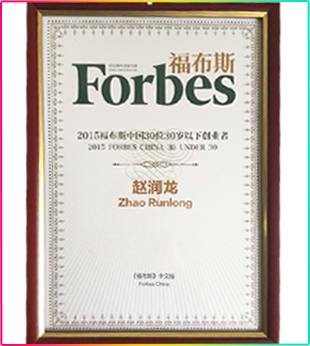 福布斯
Forbes
2015福布斯中国30位30岁以下创业者
2015 FORBES CHINA 30 UNDER 30
赵润龙
Zhao Runlong
《福布斯》中文版
Forbes China